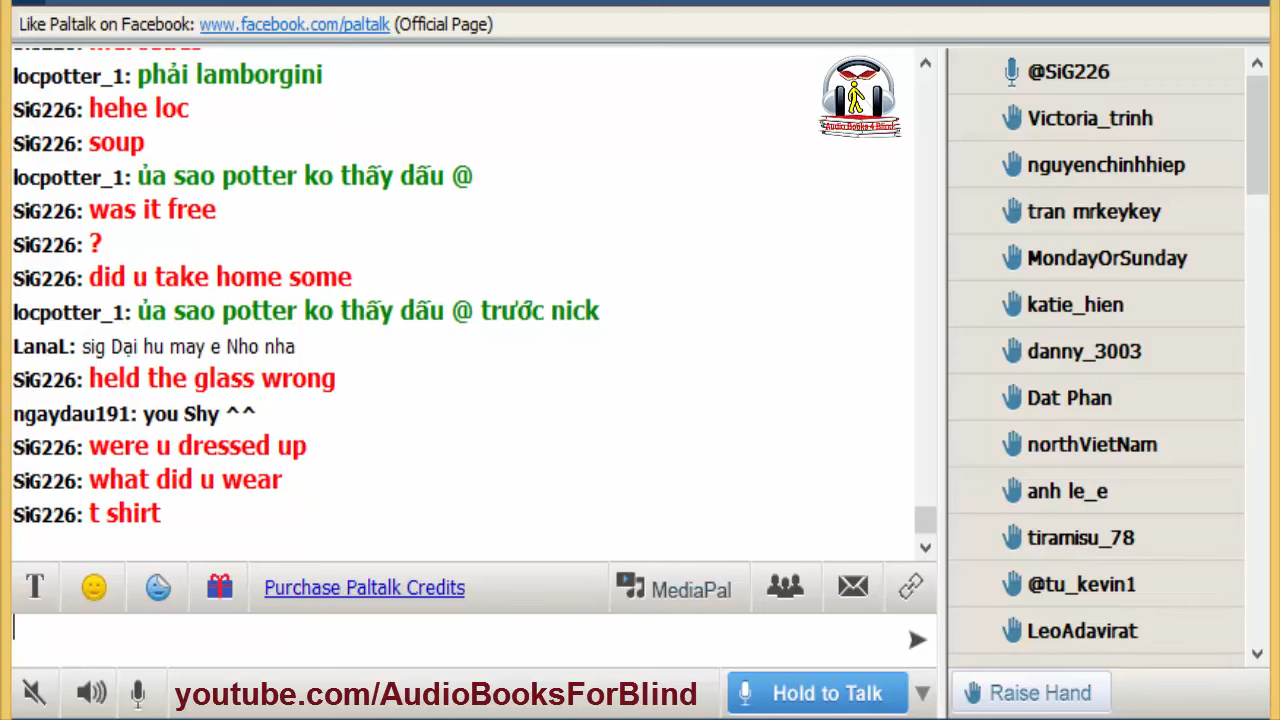 Like Paltalk on Facebook: www.facebook.com/paltalk (Official Page)
locpotter_1: phải lamborgini
SiG226: hehe loc
SiG226: soup
locpotter_1: ủa sao potter ko thấy dấu @
SiG226: was it free
SiG226: ?
SiG226: did u take home some
locpotter_1: ủa sao potter ko thấy dấu @ trước nick
LanaL: sig Dại hu may e Nho nha
SiG226: held the glass wrong
ngaydau191: you Shy ^^
SiG226: were u dressed up
SiG226: what did u wear
SiG226: t shirt
Audio Books 4 Blind
@SiG226
Victoria_trinh
nguyenchinhhiep
tran mrkeykey
MondayOrSunday
katie_hien
danny_3003
Dat Phan
northVietNam
anh le_e
tiramisu_78
@tu_kevin1
LeoAdavirat
T
Purchase Paltalk Credits
MediaPal
youtube.com/AudioBooksForBlind
Hold to Talk
Raise Hand